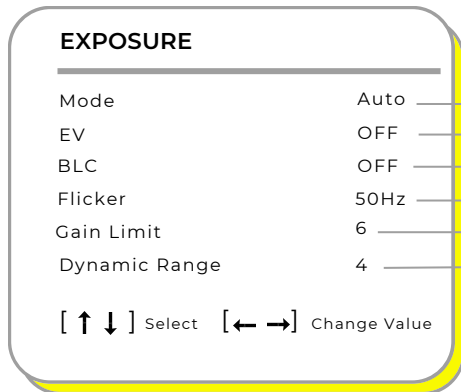 EXPOSURE
Mode Auto
EV OFF
BLC OFF
Flicker 50Hz
Gain Limit 6
Dynamic Range 4
[ ↑ ↓ ] Select [← →] Change Value